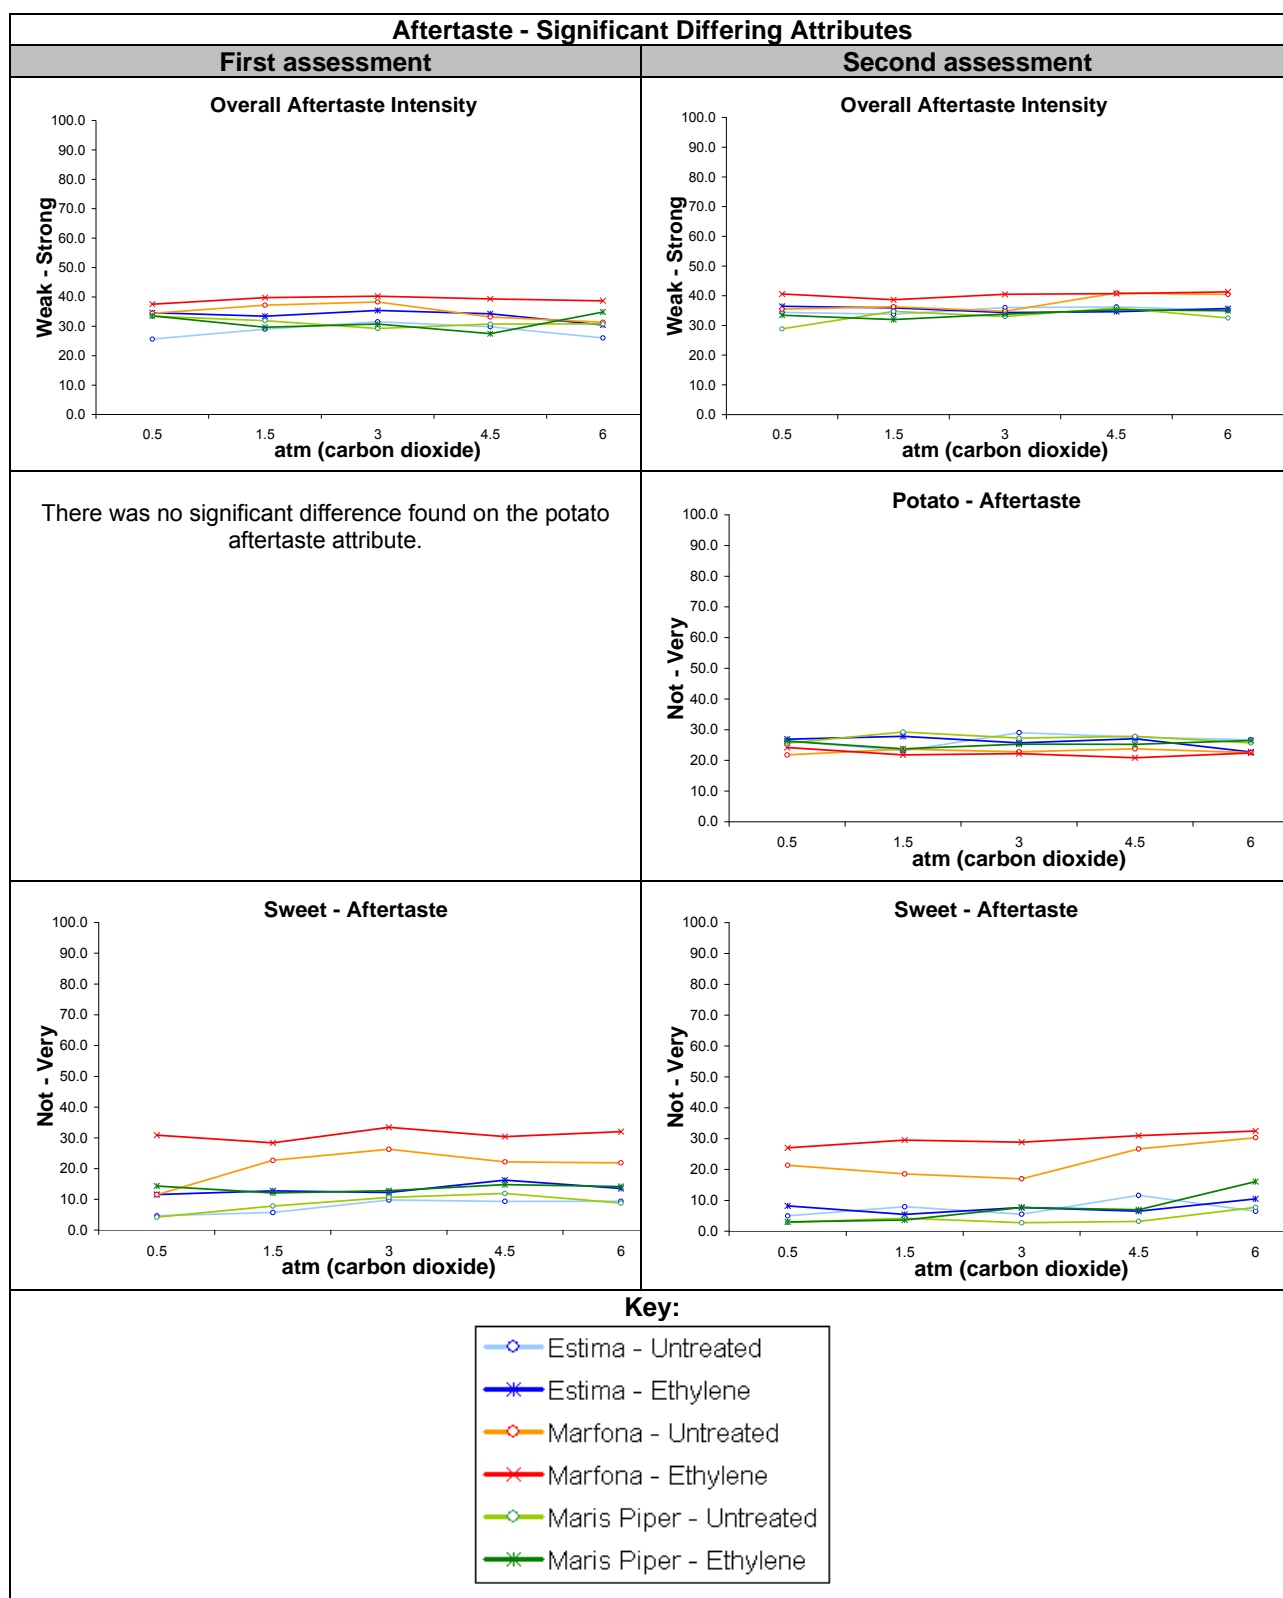 Aftertaste - Significant Differing Attributes
First assessment
Second assessment
Overall Aftertaste Intensity
Weak - Strong
100.0
90.0
80.0
70.0
60.0
50.0
40.0
30.0
20.0
10.0
0.0
0.5 1.5 3 4.5 6
atm (carbon dioxide)
Overall Aftertaste Intensity
Weak - Strong
100.0
90.0
80.0
70.0
60.0
50.0
40.0
30.0
20.0
10.0
0.0
0.5 1.5 3 4.5 6
atm (carbon dioxide)
There was no significant difference found on the potato
aftertaste attribute.
Potato - Aftertaste
Not - Very
100.0
90.0
80.0
70.0
60.0
50.0
40.0
30.0
20.0
10.0
0.0
0.5 1.5 3 4.5 6
atm (carbon dioxide)
Sweet - Aftertaste
Not - Very
100.0
90.0
80.0
70.0
60.0
50.0
40.0
30.0
20.0
10.0
0.0
0.5 1.5 3 4.5 6
atm (carbon dioxide)
Sweet - Aftertaste
Not - Very
100.0
90.0
80.0
70.0
60.0
50.0
40.0
30.0
20.0
10.0
0.0
0.5 1.5 3 4.5 6
atm (carbon dioxide)
Key:
Estima - Untreated
Estima - Ethylene
Marfona - Untreated
Marfona - Ethylene
Maris Piper - Untreated
Maris Piper - Ethylene